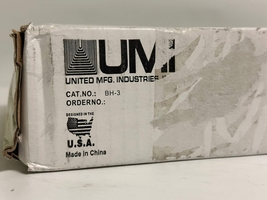 UMI
UNITED MFG. INDUSTRIES
CAT.NO.: BH-3
ORDERNO.:
DESIGNED IN THE
U.S.A.
Made in China